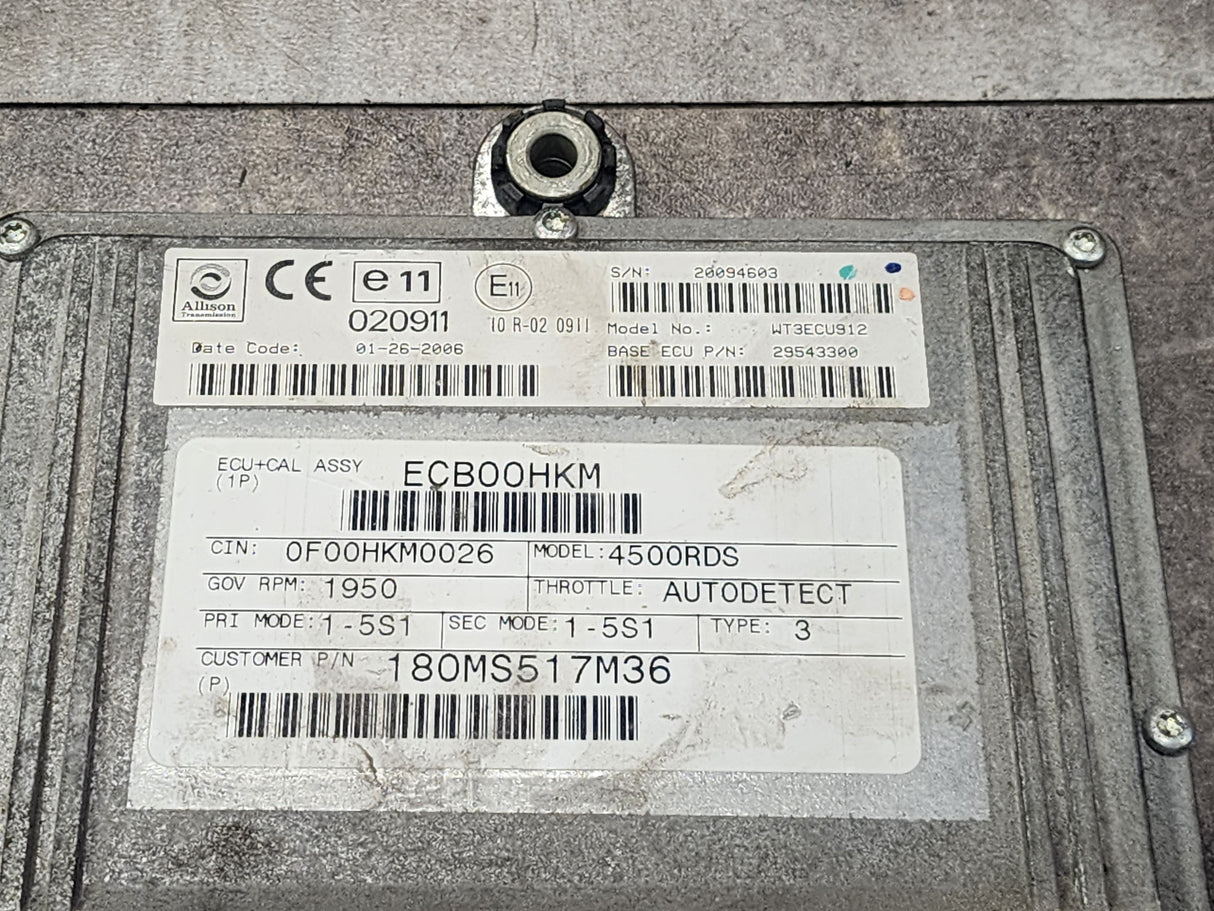 Allison
Transmission
CE
e 11
020911
E11
10 R-02 0911
Date Code: 01-26-2006
S/N: 20094603
Model No.: WT3ECU912
BASE ECU P/N: 29543300
ECU+CAL ASSY ECB00HKM
(1P)
CIN: 0F00HKM0026 MODEL: 4500RDS
GOV RPM: 1950 THROTTLE: AUTODETECT
PRI MODE: 1-5S1 SEC MODE: 1-5S1 TYPE: 3
CUSTOMER P/N 180MS517M36
(P)